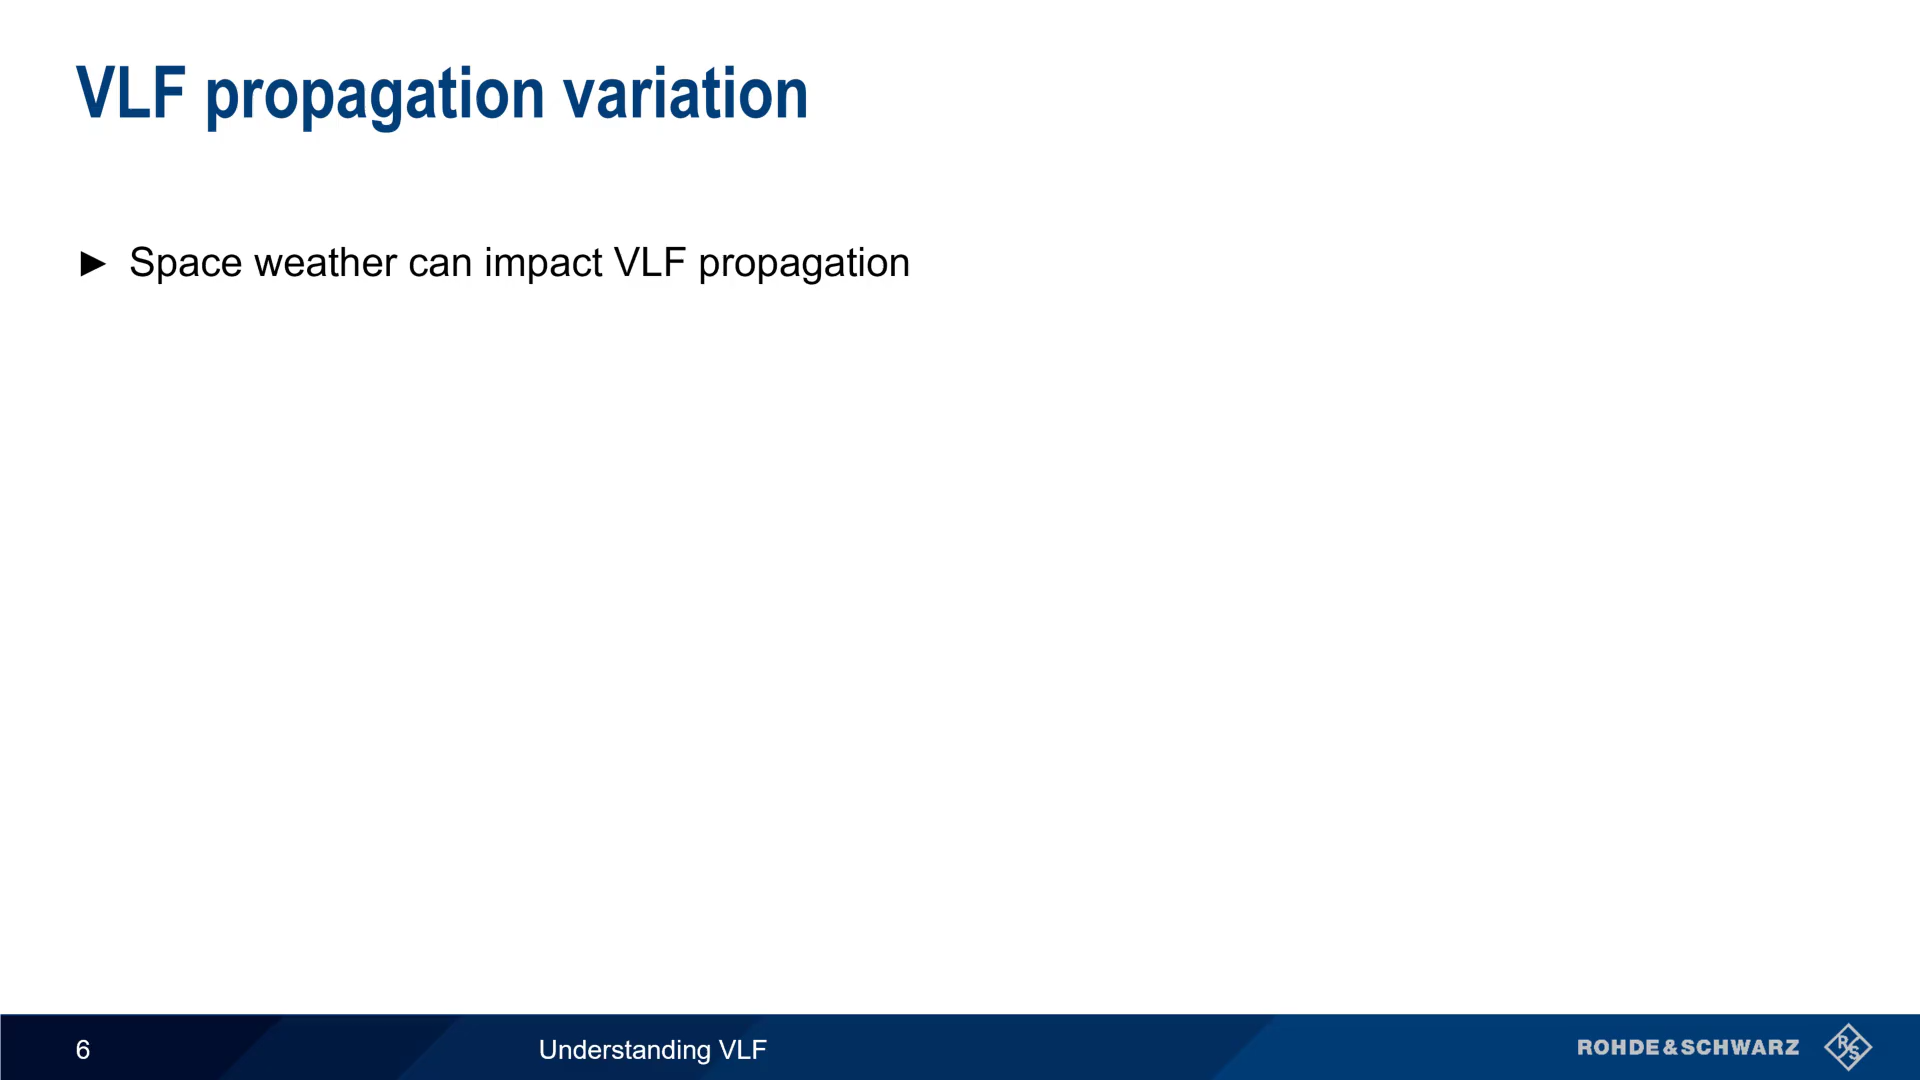 VLF propagation variation
► Space weather can impact VLF propagation
6
Understanding VLF
ROHDE&SCHWARZ
R
S